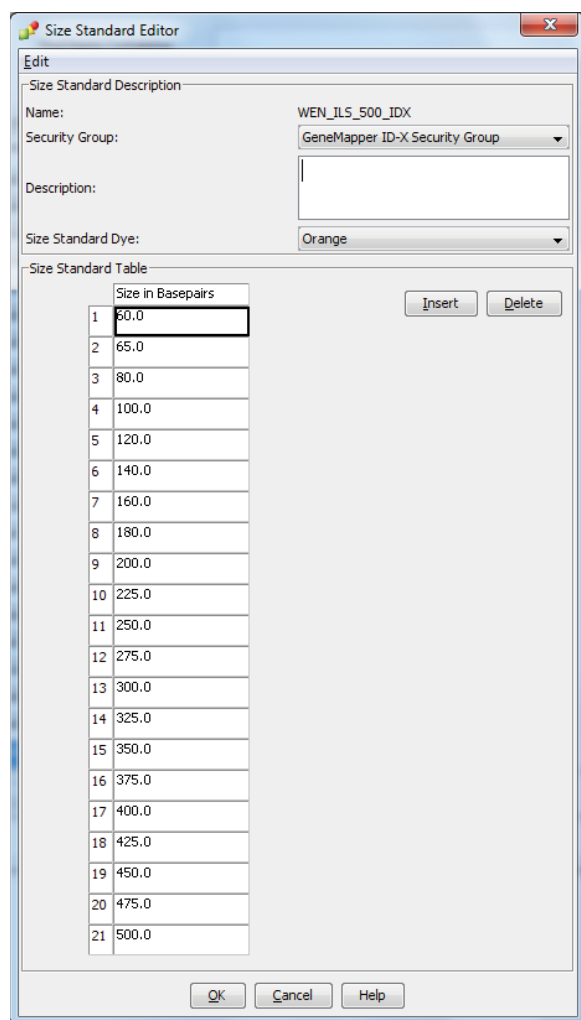 Size Standard Editor
Edit
Size Standard Description
Name: WEN_ILS_500_IDX
Security Group: GeneMapper ID-X Security Group
Description:
Size Standard Dye: Orange
Size Standard Table
Size in Basepairs
Insert Delete
1 60.0
2 65.0
3 80.0
4 100.0
5 120.0
6 140.0
7 160.0
8 180.0
9 200.0
10 225.0
11 250.0
12 275.0
13 300.0
14 325.0
15 350.0
16 375.0
17 400.0
18 425.0
19 450.0
20 475.0
21 500.0
OK Cancel Help